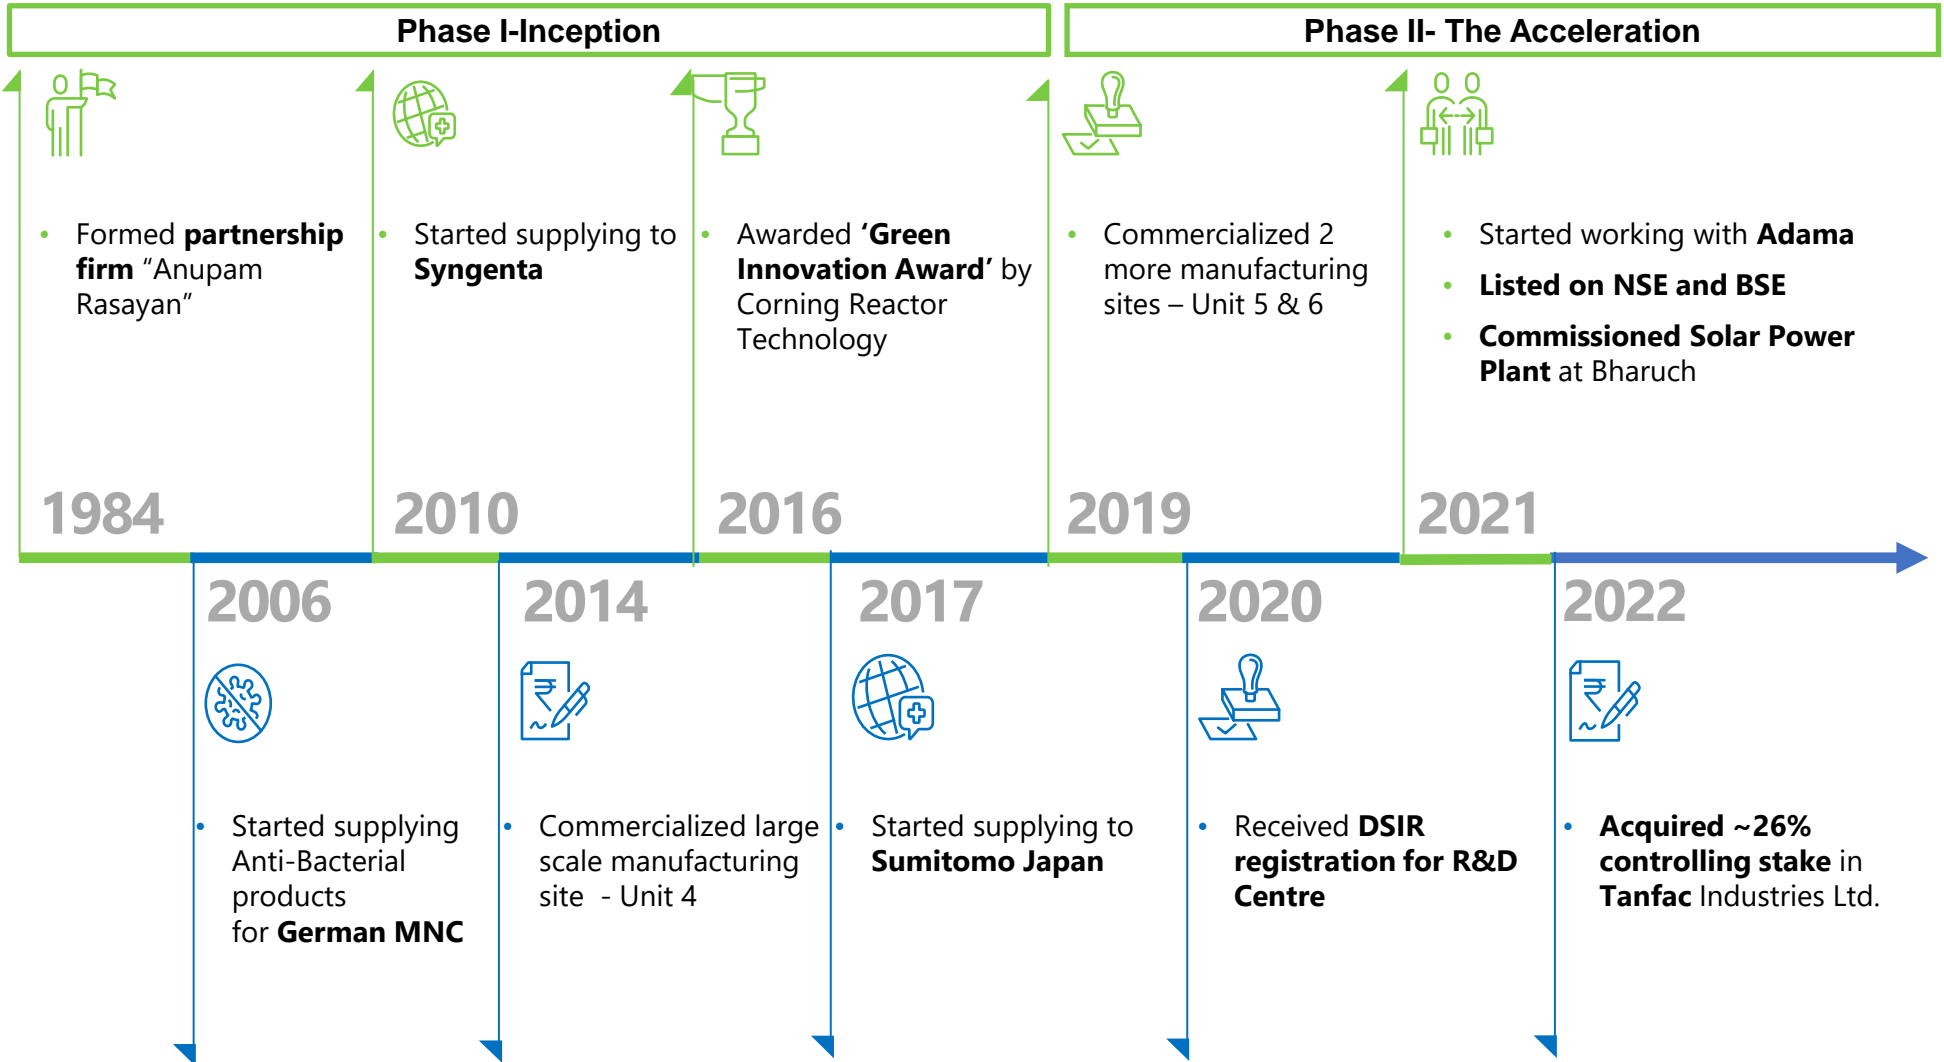 Phase I-Inception
Phase II- The Acceleration
• Formed partnership
firm “Anupam
Rasayan”
1984
• Started supplying to
Syngenta
2010
• Awarded ‘Green
Innovation Award’ by
Corning Reactor
Technology
2016
• Commercialized 2
more manufacturing
sites – Unit 5 & 6
2019
• Started working with Adama
• Listed on NSE and BSE
• Commissioned Solar Power
Plant at Bharuch
2021
2006
• Started supplying
Anti-Bacterial
products
for German MNC
2014
₹
• Commercialized large
scale manufacturing
site - Unit 4
2017
• Started supplying to
Sumitomo Japan
2020
• Received DSIR
registration for R&D
Centre
2022
₹
• Acquired ~26%
controlling stake in
Tanfac Industries Ltd.